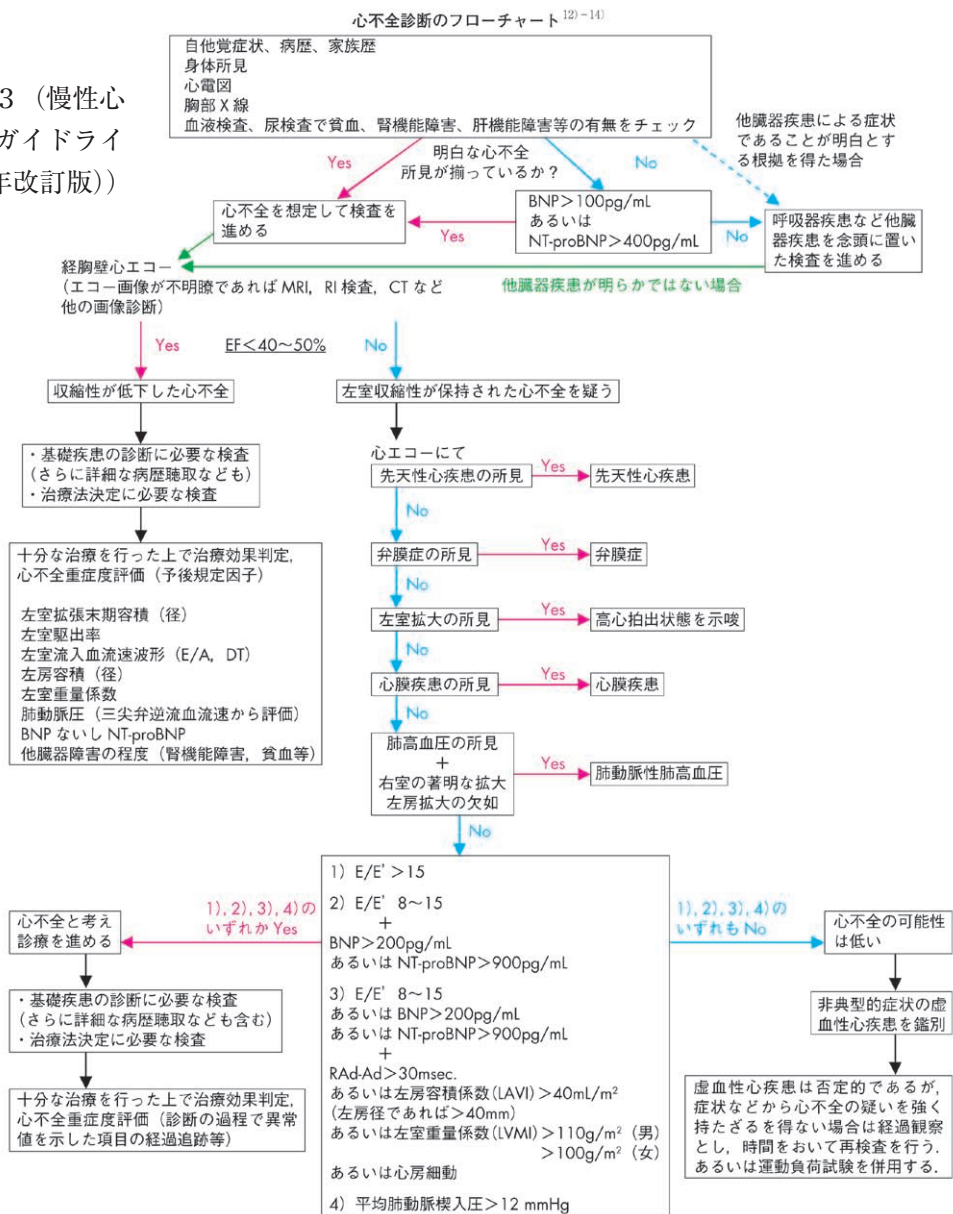 心不全診断のフローチャート 12)-14)
3（慢性心
ガイドライ
年改訂版））
自他覚症状、病歴、家族歴
身体所見
心電図
胸部X線
血液検査、尿検査で貧血、腎機能障害、肝機能障害等の有無をチェック
他臓器疾患による症状
であることが明白とす
る根拠を得た場合
Yes
明白な心不全
所見が揃っているか？
No
心不全を想定して検査を
進める
Yes
BNP>100pg/mL
あるいは
NT-proBNP>400pg/mL
No
呼吸器疾患など他臓
器疾患を念頭に置い
た検査を進める
経胸壁心エコー
（エコー画像が不明瞭であれば MRI, RI 検査, CT など
他の画像診断）
他臓器疾患が明らかではない場合
Yes
EF<40～50%
No
収縮性が低下した心不全
左室収縮性が保持された心不全を疑う
・基礎疾患の診断に必要な検査
（さらに詳細な病歴聴取なども）
・治療法決定に必要な検査
十分な治療を行った上で治療効果判定,
心不全重症度評価（予後規定因子）
左室拡張末期容積（径）
左室駆出率
左室流入血流速波形（E/A, DT）
左房容積（径）
左室重量係数
肺動脈圧（三尖弁逆流血流速から評価）
BNP ないし NT-proBNP
他臓器障害の程度（腎機能障害, 貧血等）
心エコーにて
先天性心疾患の所見
Yes
先天性心疾患
No
弁膜症の所見
Yes
弁膜症
No
左室拡大の所見
Yes
高心拍出状態を示唆
No
心膜疾患の所見
Yes
心膜疾患
No
肺高血圧の所見
+
右室の著明な拡大
左房拡大の欠如
Yes
肺動脈性肺高血圧
No
1) E/E'>15
2) E/E' 8～15
+
BNP>200pg/mL
あるいは NT-proBNP>900pg/mL
3) E/E' 8～15
あるいは BNP>200pg/mL
あるいは NT-proBNP>900pg/mL
+
RAd-Ad>30msec.
あるいは左房容積係数(LAVI)>40mL/m²
（左房径であれば>40mm）
あるいは左室重量係数(LVMI)>110g/m²（男）
>100g/m²（女）
あるいは心房細動
4) 平均肺動脈楔入圧>12 mmHg
1), 2), 3), 4)の
いずれか Yes
心不全と考え
診療を進める
・基礎疾患の診断に必要な検査
（さらに詳細な病歴聴取なども含む）
・治療法決定に必要な検査
十分な治療を行った上で治療効果判定,
心不全重症度評価（診断の過程で異常
値を示した項目の経過追跡等）
1), 2), 3), 4)の
いずれも No
心不全の可能性
は低い
非典型的症状の虚
血性心疾患を鑑別
虚血性心疾患は否定的であるが,
症状などから心不全の疑いを強く
持たざるを得ない場合は経過観察
とし, 時間をおいて再検査を行う.
あるいは運動負荷試験を併用する.